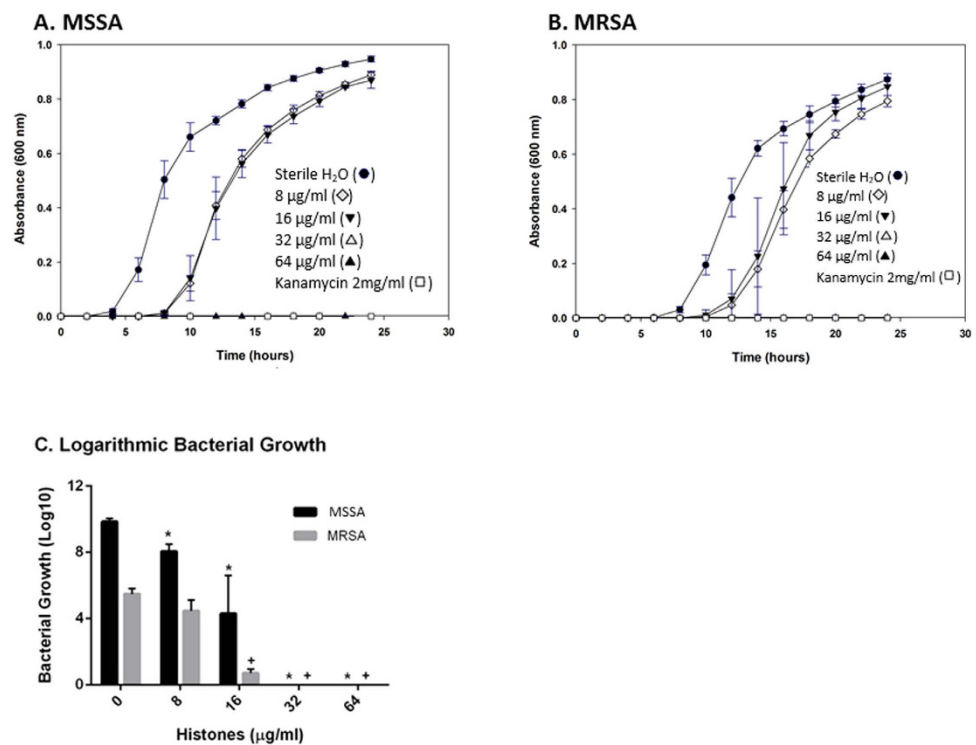 A. MSSA
1.0
0.8
0.6
0.4
0.2
0.0
Absorbance (600 nm)
Sterile H₂O (●)
8 µg/ml (◇)
16 µg/ml (▼)
32 µg/ml (△)
64 µg/ml (▲)
Kanamycin 2mg/ml (□)
0 5 10 15 20 25 30
Time (hours)
B. MRSA
1.0
0.8
0.6
0.4
0.2
0.0
Absorbance (600 nm)
Sterile H₂O (●)
8 µg/ml (◇)
16 µg/ml (▼)
32 µg/ml (△)
64 µg/ml (▲)
Kanamycin 2mg/ml (□)
0 5 10 15 20 25 30
Time (hours)
C. Logarithmic Bacterial Growth
12
8
4
0
Bacterial Growth (Log10)
MSSA
MRSA
* * + * + * +
0 8 16 32 64
Histones (µg/ml)